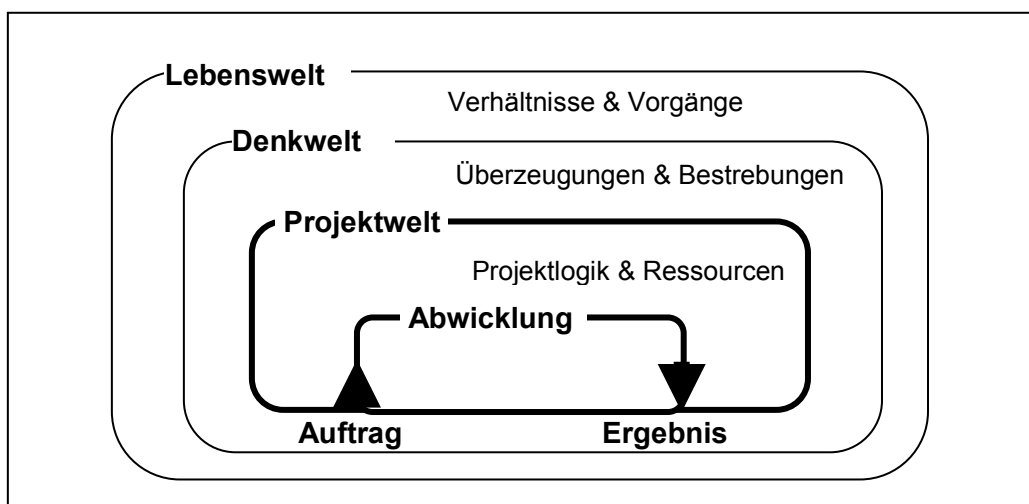 Lebenswelt
Verhältnisse & Vorgänge
Denkwelt
Überzeugungen & Bestrebungen
Projektwelt
Projektlogik & Ressourcen
Abwicklung
Auftrag Ergebnis